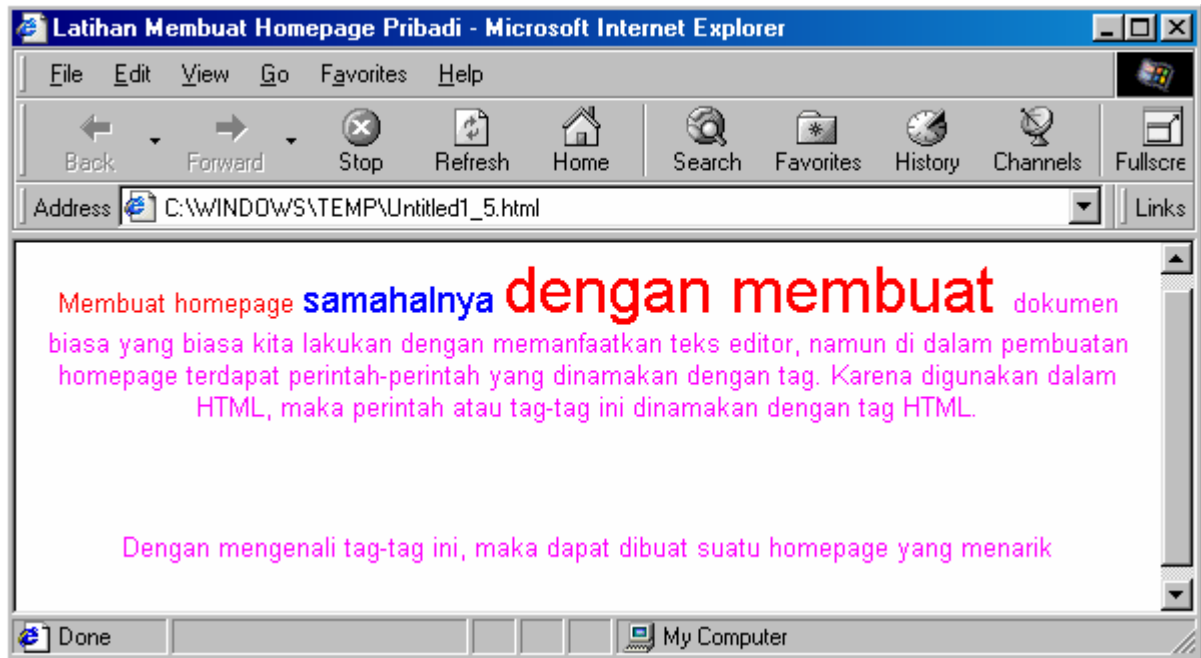 Latihan Membuat Homepage Pribadi - Microsoft Internet Explorer
File Edit View Go Favorites Help
Back Forward Stop Refresh Home Search Favorites History Channels Fullscre
Address C:\WINDOWS\TEMP\Untitled1_5.html Links
Membuat homepage samahalnya dengan membuat dokumen
biasa yang biasa kita lakukan dengan memanfaatkan teks editor, namun di dalam pembuatan
homepage terdapat perintah-perintah yang dinamakan dengan tag. Karena digunakan dalam
HTML, maka perintah atau tag-tag ini dinamakan dengan tag HTML.
Dengan mengenali tag-tag ini, maka dapat dibuat suatu homepage yang menarik
Done My Computer